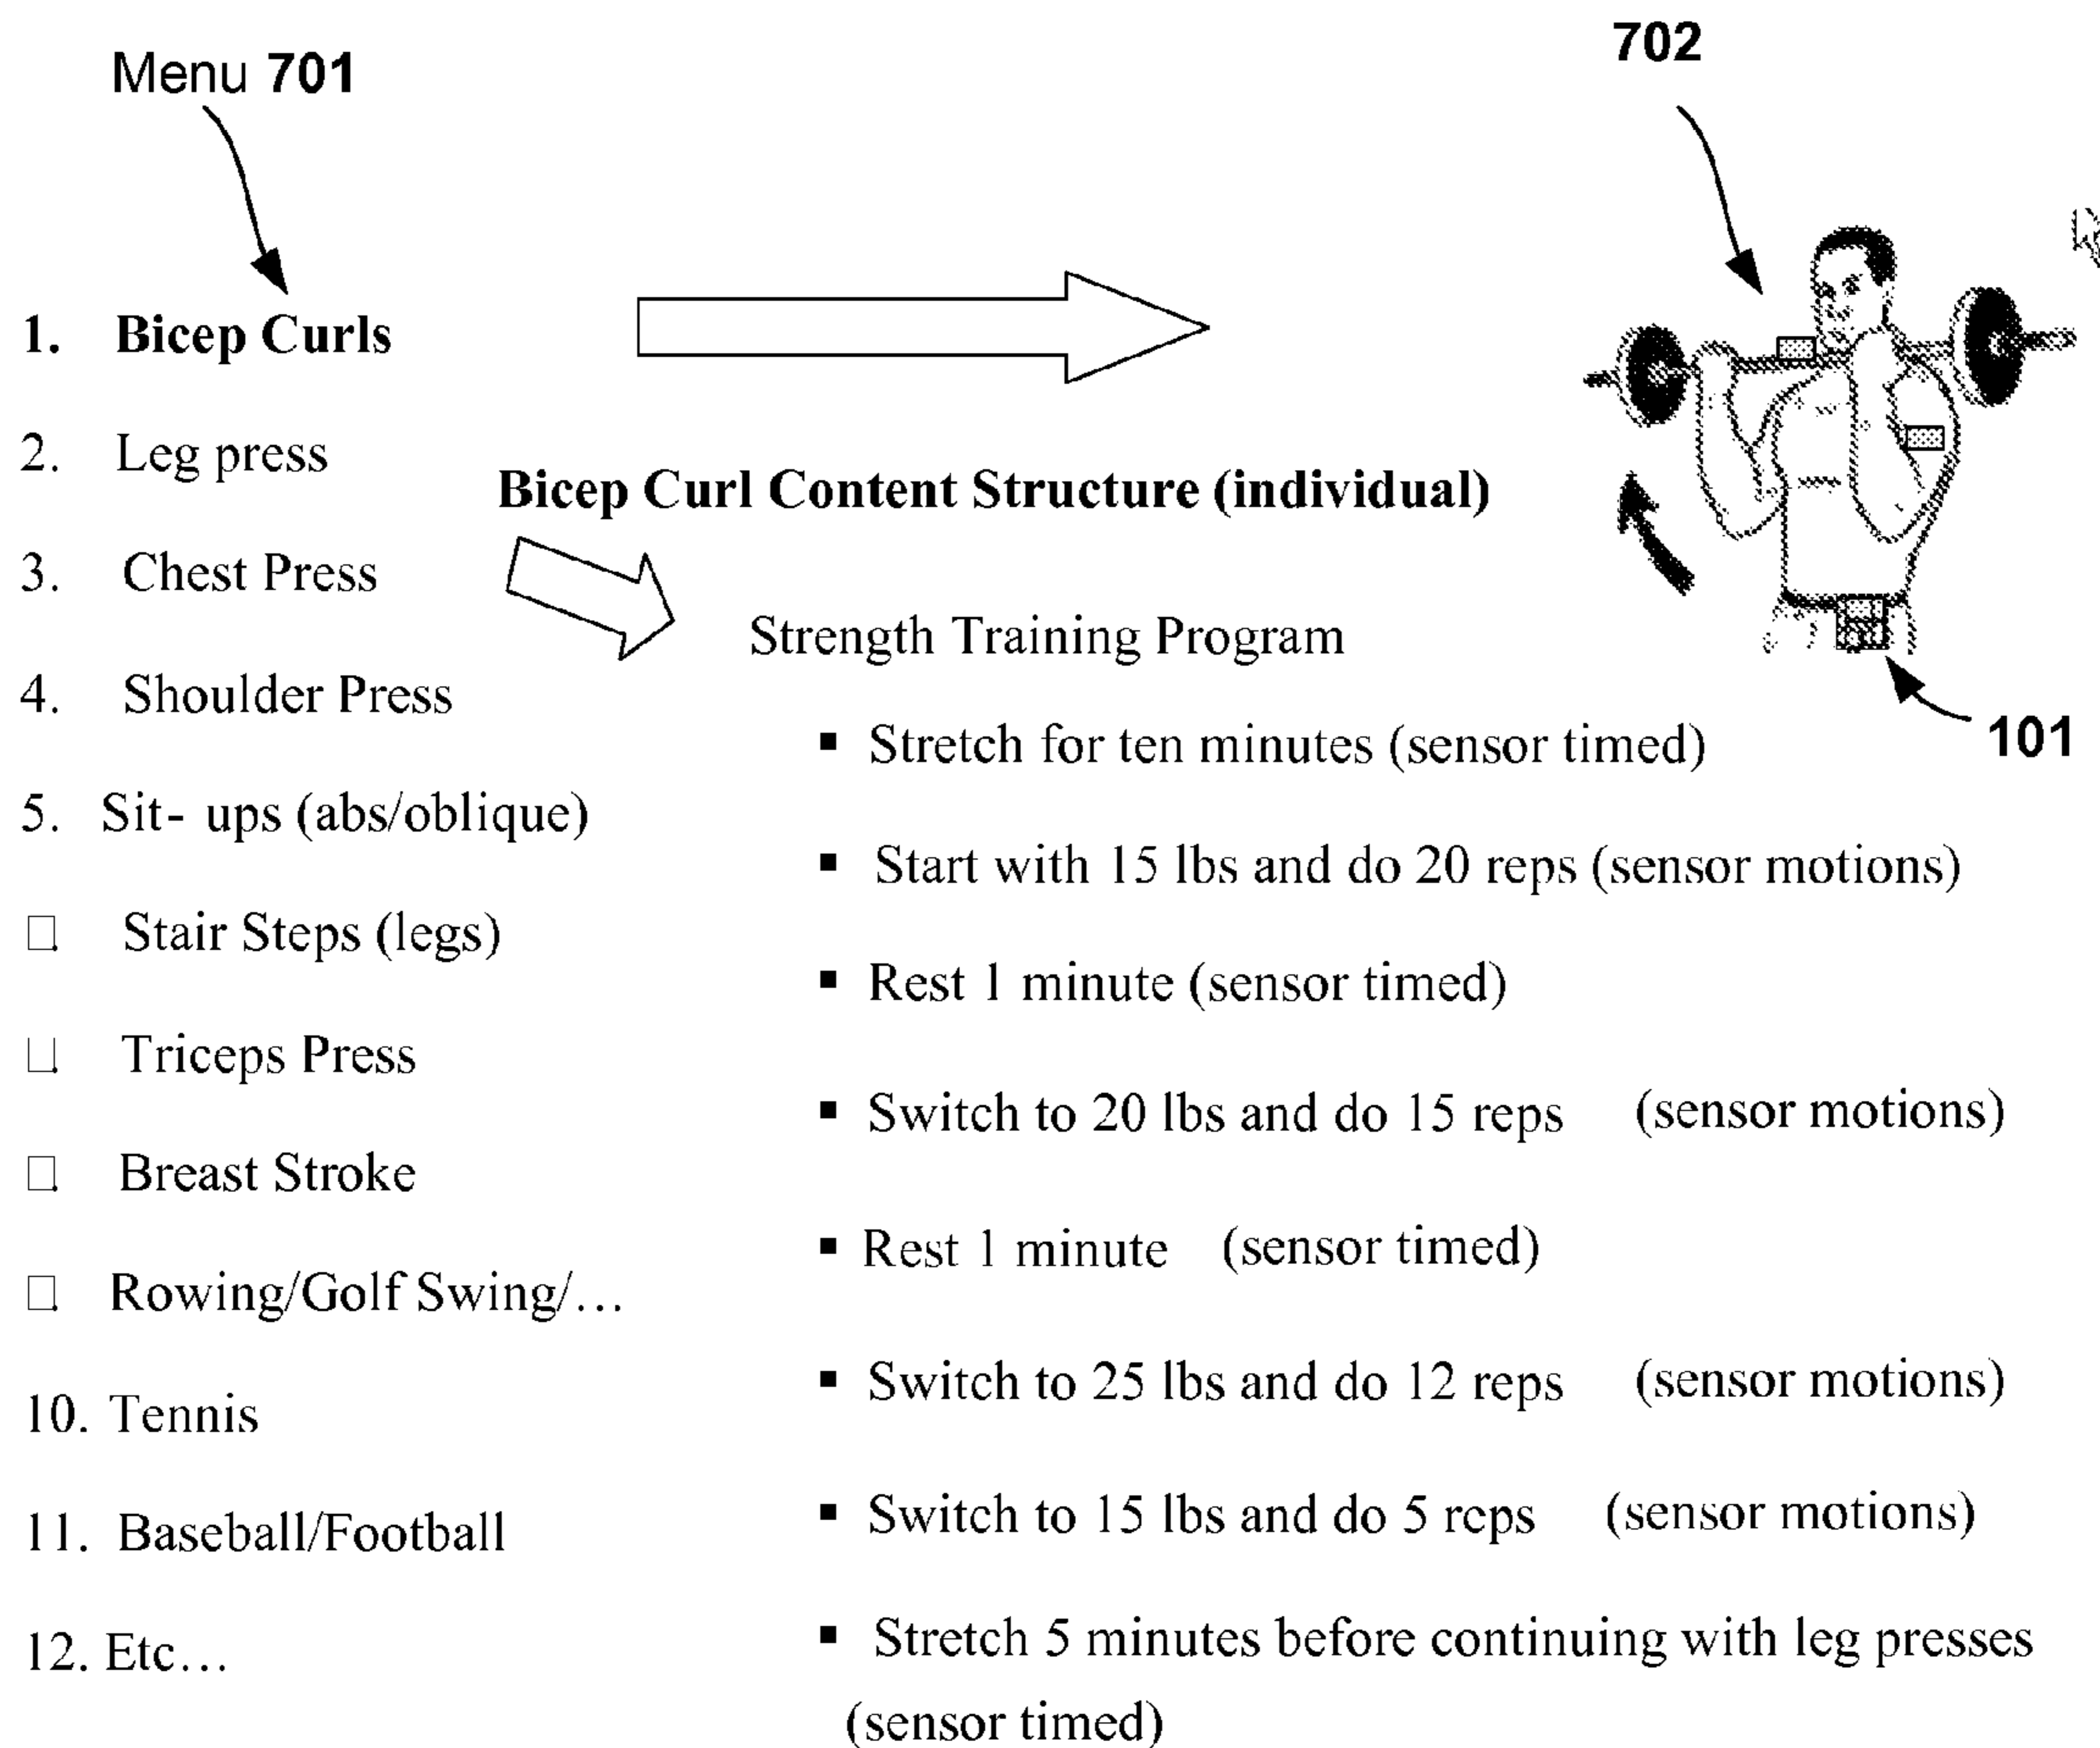 Menu 701
702
1. Bicep Curls
2. Leg press
3. Chest Press
4. Shoulder Press
5. Sit- ups (abs/oblique)
□. Stair Steps (legs)
□. Triceps Press
□. Breast Stroke
□. Rowing/Golf Swing/…
10. Tennis
11. Baseball/Football
12. Etc…
Bicep Curl Content Structure (individual)
Strength Training Program
▪ Stretch for ten minutes (sensor timed)
▪ Start with 15 lbs and do 20 reps (sensor motions)
▪ Rest 1 minute (sensor timed)
▪ Switch to 20 lbs and do 15 reps (sensor motions)
▪ Rest 1 minute (sensor timed)
▪ Switch to 25 lbs and do 12 reps (sensor motions)
▪ Switch to 15 lbs and do 5 reps (sensor motions)
▪ Stretch 5 minutes before continuing with leg presses
(sensor timed)
101